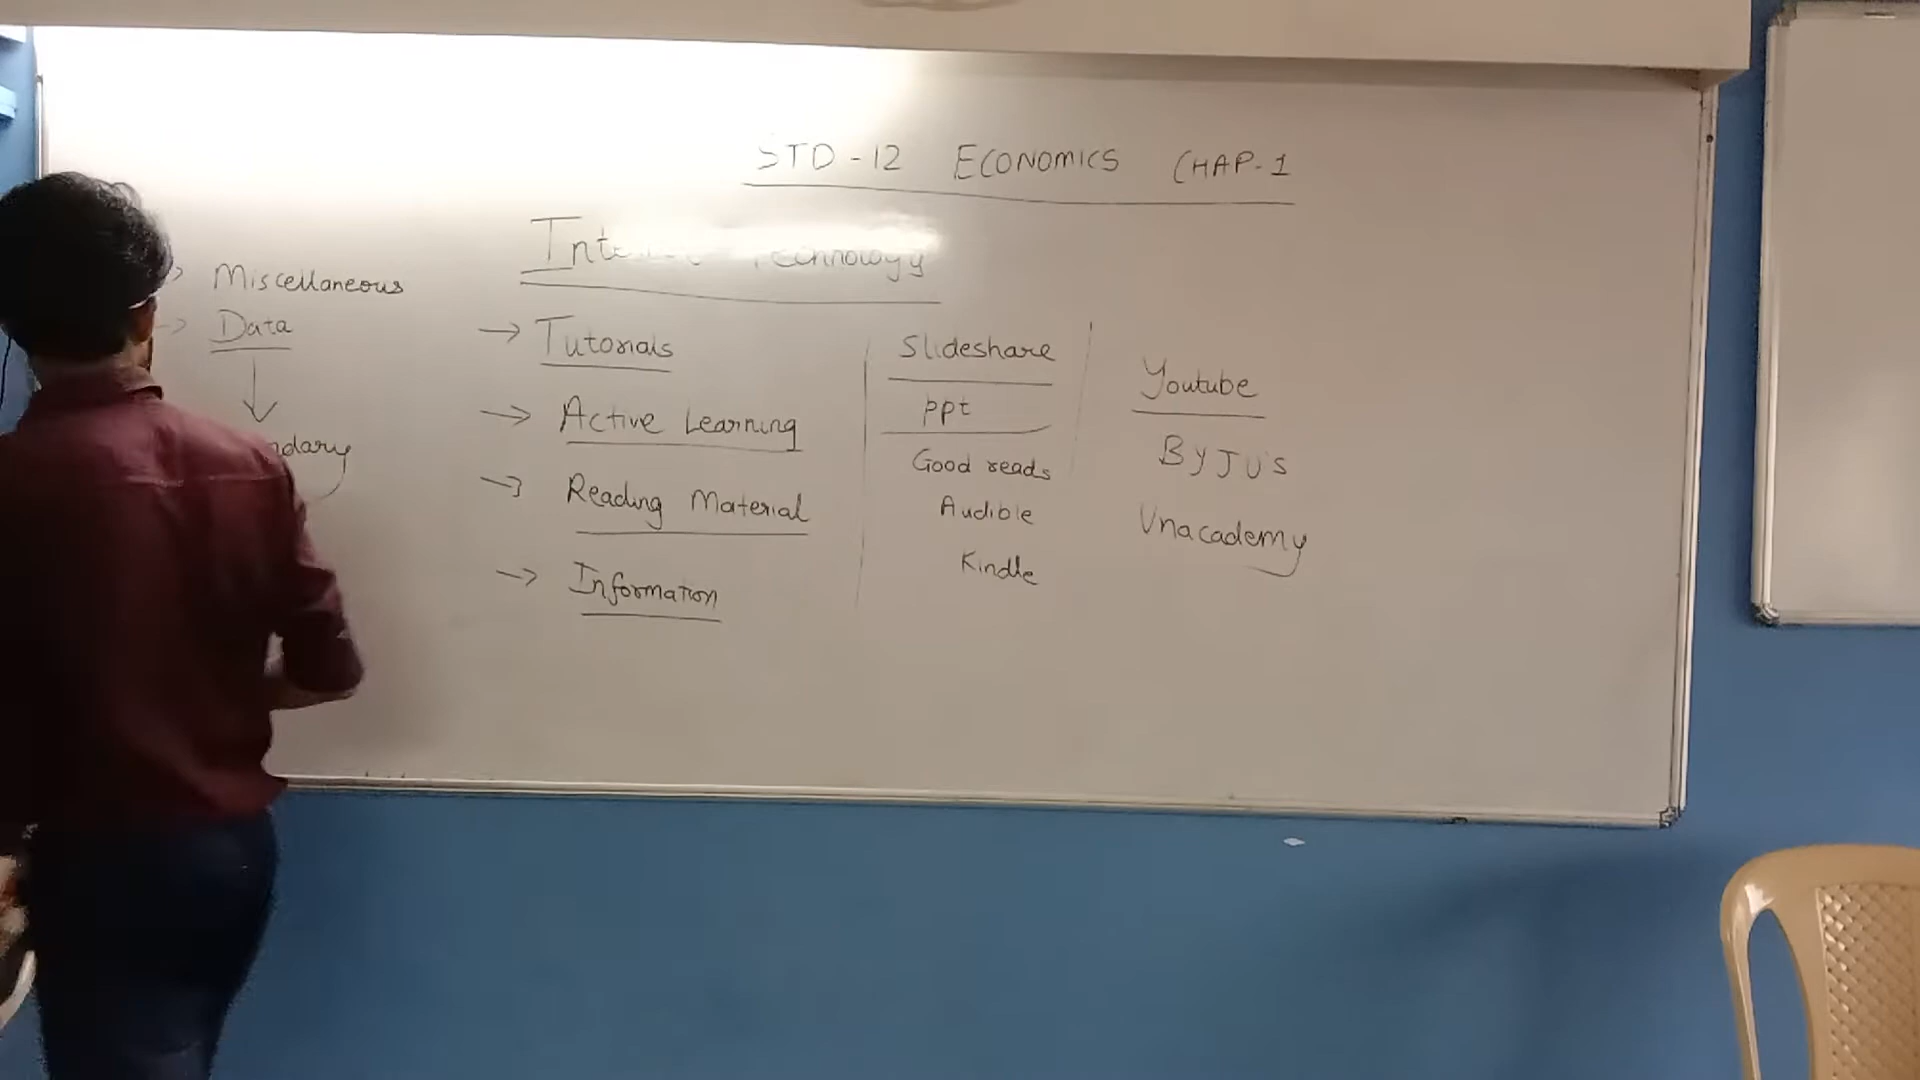 STD - 12 ECONOMICS CHAP-1
Technology
→ Miscellaneous
→ Data
→ Tutorials
→ Active Learning
→ Reading Material
→ Information
Slideshare
ppt
Good reads
Audible
Kindle
Youtube
ByJU's
Unacademy